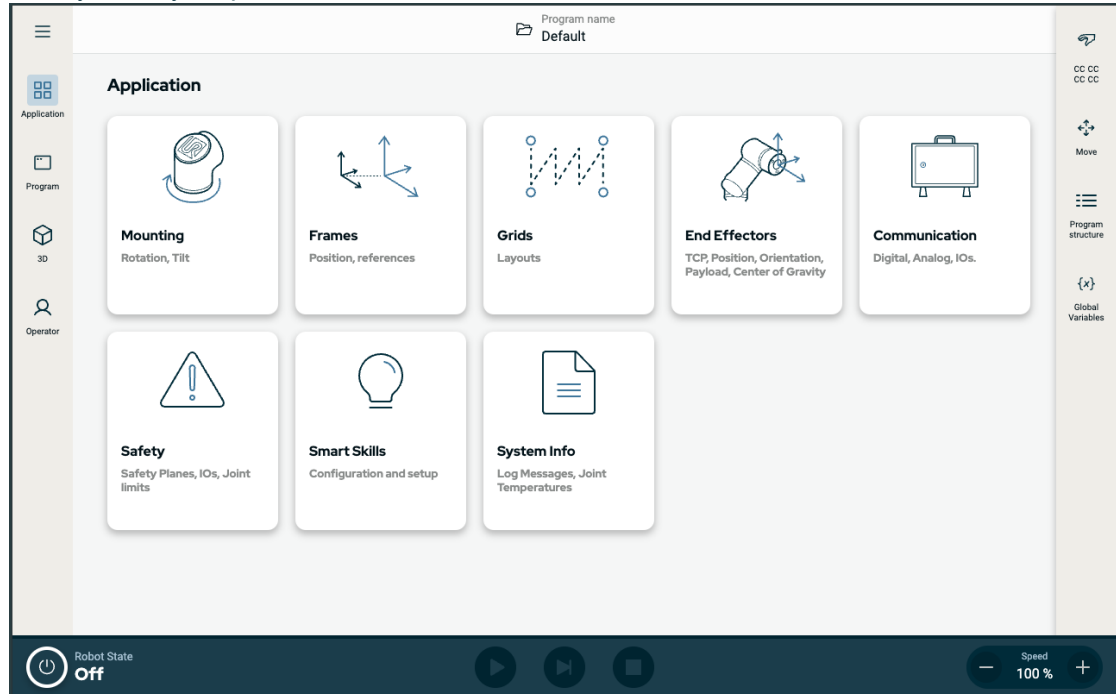 Program name
Default
Application
Program
3D
Operator
Application
Mounting
Rotation, Tilt
Frames
Position, references
Grids
Layouts
End Effectors
TCP, Position, Orientation,
Payload, Center of Gravity
Communication
Digital, Analog, IOs.
Safety
Safety Planes, IOs, Joint
limits
Smart Skills
Configuration and setup
System Info
Log Messages, Joint
Temperatures
CC CC
CC CC
Move
Program
structure
{x}
Global
Variables
Robot State
Off
Speed
100 %